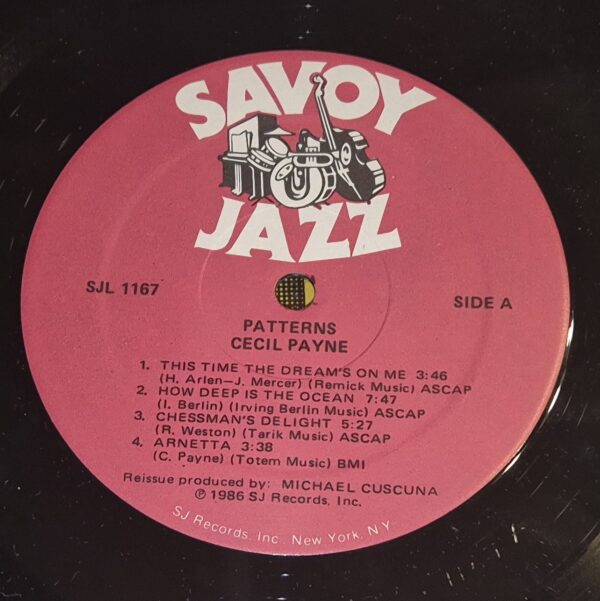 SAVOY
JAZZ
SJL 1167
SIDE A
PATTERNS
CECIL PAYNE
1. THIS TIME THE DREAM'S ON ME 3:46
(H. Arlen–J. Mercer) (Remick Music) ASCAP
2. HOW DEEP IS THE OCEAN 7:47
(I. Berlin) (Irving Berlin Music) ASCAP
3. CHESSMAN'S DELIGHT 5:27
(R. Weston) (Tarik Music) ASCAP
4. ARNETTA 3:38
(C. Payne) (Totem Music) BMI
Reissue produced by: MICHAEL CUSCUNA
℗ 1986 SJ Records, Inc.
SJ Records, Inc. New York, N.Y.